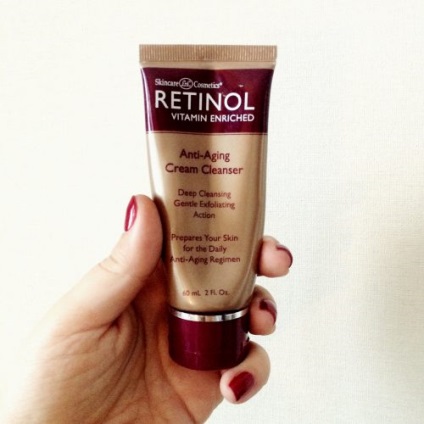 Skincare LdeL Cosmetics®
RETINOL
VITAMIN ENRICHED
Anti-Aging
Cream Cleanser
Deep Cleansing
Gentle Exfoliating
Action
Prepares Your Skin
for the Daily
Anti-Aging Regimen
60 mL 2 Fl. Oz.